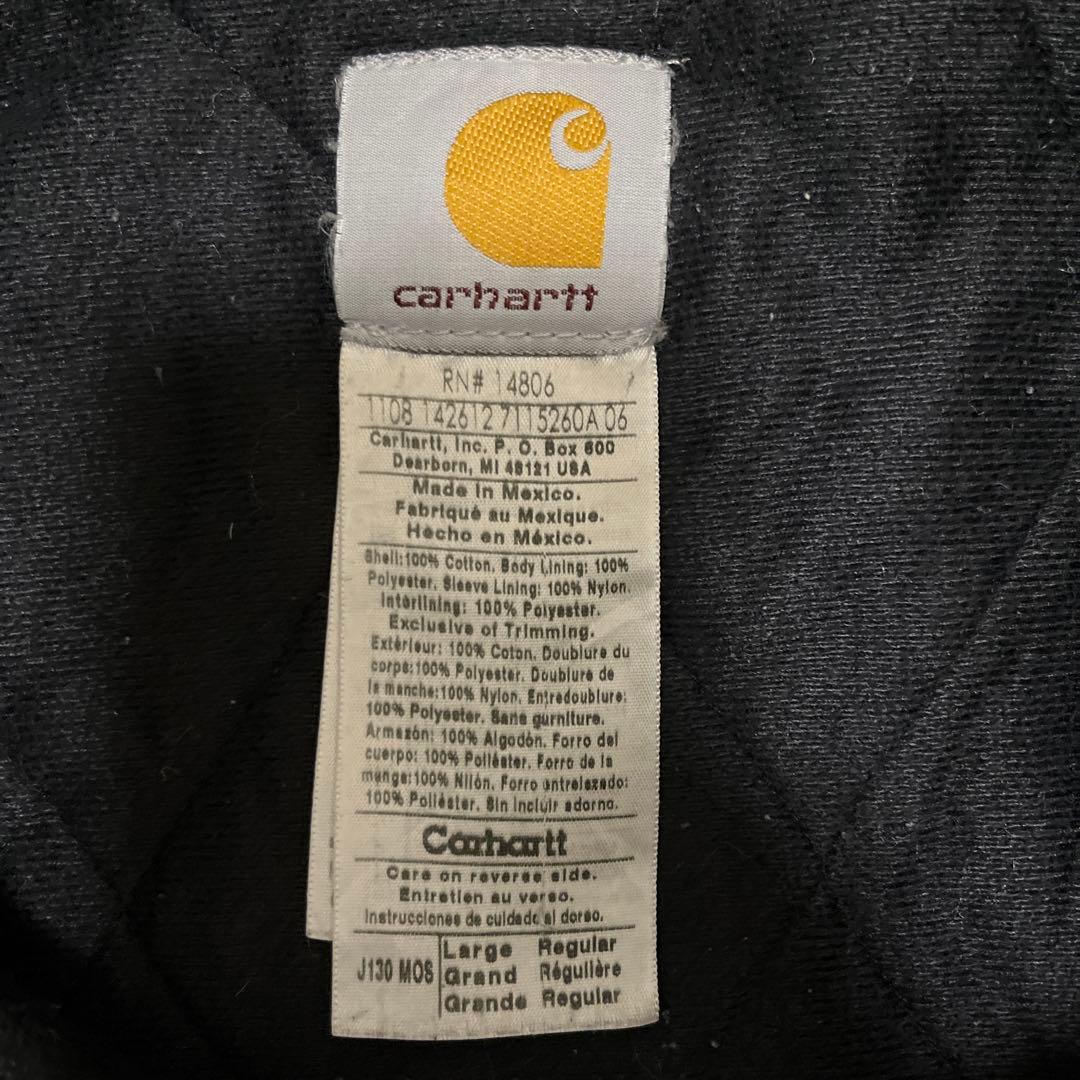 carhartt
RN# 14806
1108 142612 7115260A 06
Carhartt, Inc. P. O. Box 600
Dearborn, MI 48121 USA
Made in Mexico.
Fabriqué au Mexique.
Hecho en México.
Shell:100% Cotton. Body Lining: 100%
Polyester. Sleeve Lining: 100% Nylon.
Interlining: 100% Polyester.
Exclusive of Trimming.
Extérieur: 100% Coton. Doublure du
corps:100% Polyester. Doublure de
la manche:100% Nylon. Entredoublure:
100% Polyester. Sans gurniture.
Armazón: 100% Algodón. Forro del
cuerpo: 100% Poliéster. Forro de la
manga:100% Nilón. Forro entrelazado:
100% Poliéster. Sin incluir adorno.
Carhartt
Care on reverse side.
Entretien au verso.
Instrucciones de cuidado al dorso.
J130 MOS
Large Regular
Grand Régulière
Grande Regular